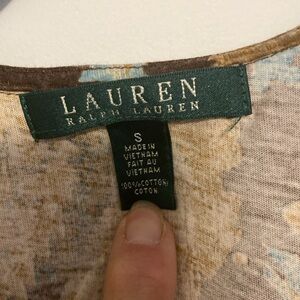 LAUREN
RALPH LAUREN
S
MADE IN
VIETNAM
FAIT AU
VIETNAM
100% COTTON/
COTON